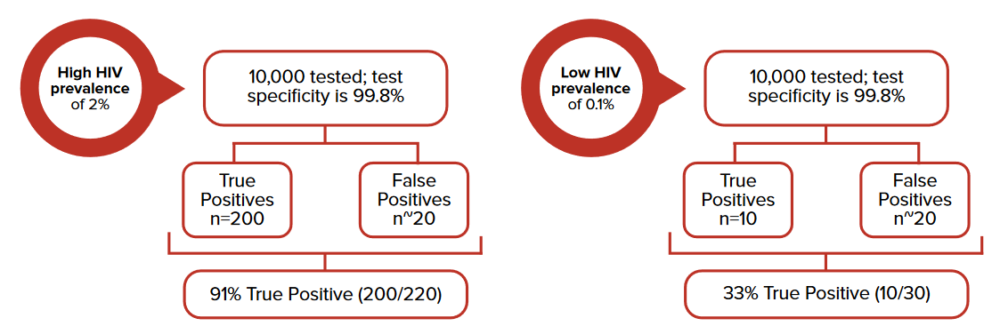 High HIV
prevalence
of 2%
10,000 tested; test
specificity is 99.8%
True
Positives
n=200
False
Positives
n~20
91% True Positive (200/220)
Low HIV
prevalence
of 0.1%
10,000 tested; test
specificity is 99.8%
True
Positives
n=10
False
Positives
n~20
33% True Positive (10/30)